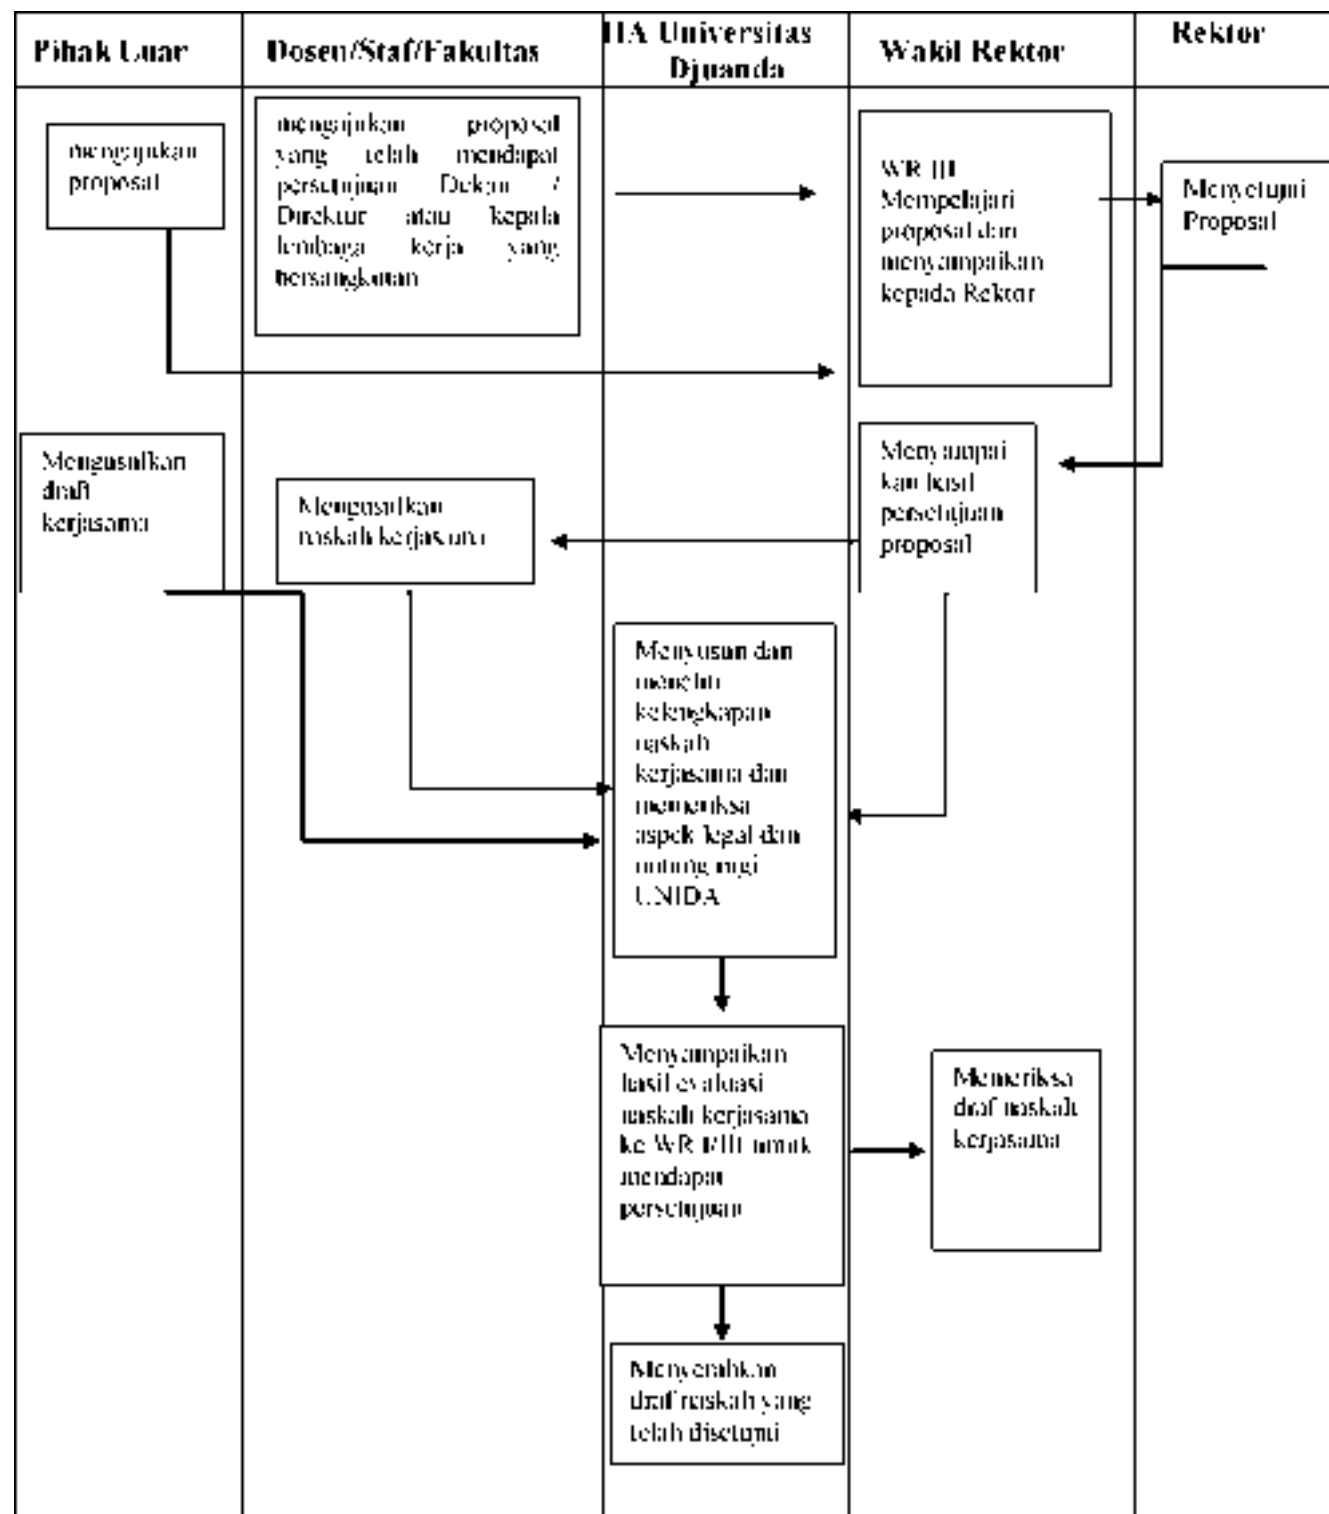 Pihak Luar
Dosen/Staf/Fakultas
Universitas
Djuanda
Wakil Rektor
Rektor
mengajukan
proposal
mengajukan proposal
yang telah mendapat
persetujuan Dekan /
Direktur atau kepala
lembaga kerja yang
bersangkutan
WR III
Mempelajari
proposal dan
menyampaikan
kepada Rektor
Menyetujui
Proposal
Mengusulkan
draft
kerjasama
Mengusulkan
naskah kerjasama
Menyampai
kan hasil
persetujuan
proposal
Menyusun dan
meneliti
kelengkapan
naskah
kerjasama dan
memeriksa
aspek legal dan
untung rugi
UNIDA
Menyampaikan
hasil evaluasi
naskah kerjasama
ke WR I/III untuk
mendapat
persetujuan
Memeriksa
draf naskah
kerjasama
Menyerahkan
draf naskah yang
telah disetujui